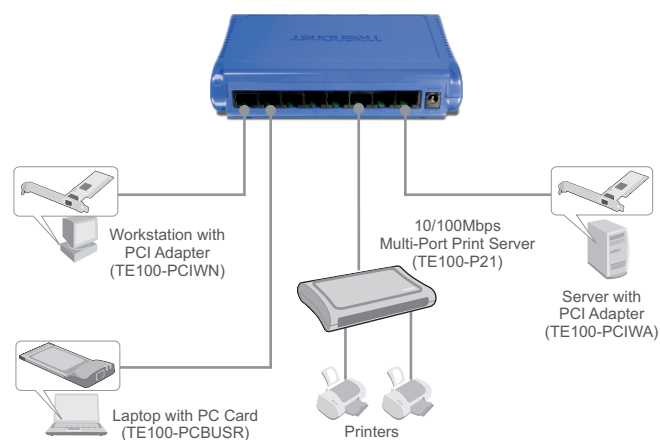 TRENDNET
Workstation with
PCI Adapter
(TE100-PCIWN)
10/100Mbps
Multi-Port Print Server
(TE100-P21)
Server with
PCI Adapter
(TE100-PCIWA)
Laptop with PC Card
(TE100-PCBUSR)
Printers